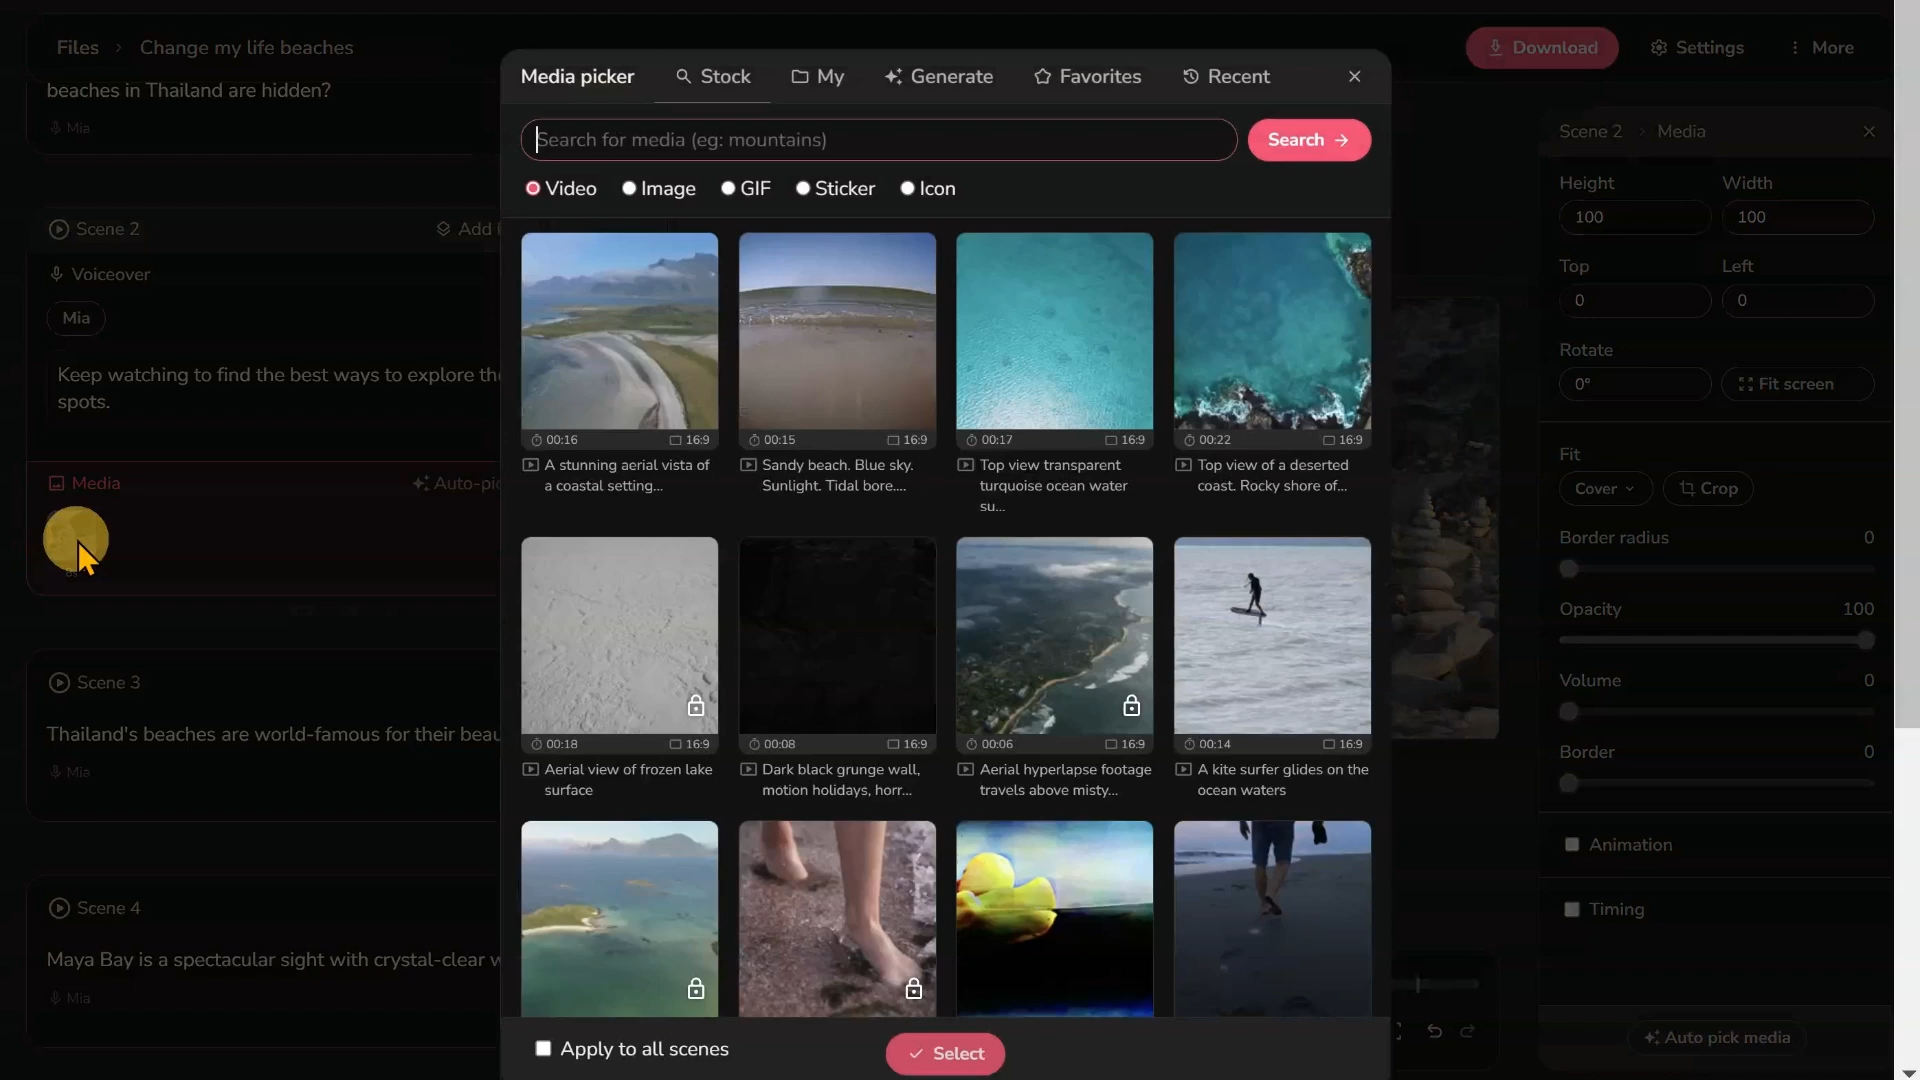 Files > Change my life beaches
Download
Settings
More
beaches in Thailand are hidden?
Mia
Scene 2
Add
Voiceover
Mia
Keep watching to find the best ways to explore the
spots.
Media
Auto-pic
Scene 3
Thailand's beaches are world-famous for their beau
Mia
Scene 4
Maya Bay is a spectacular sight with crystal-clear w
Mia
Media picker
Stock
My
Generate
Favorites
Recent
Search for media (eg: mountains)
Search
Video
Image
GIF
Sticker
Icon
00:16 16:9
A stunning aerial vista of
a coastal setting...
00:15 16:9
Sandy beach. Blue sky.
Sunlight. Tidal bore....
00:17 16:9
Top view transparent
turquoise ocean water
su...
00:22 16:9
Top view of a deserted
coast. Rocky shore of...
00:18 16:9
Aerial view of frozen lake
surface
00:08 16:9
Dark black grunge wall,
motion holidays, horr...
00:06 16:9
Aerial hyperlapse footage
travels above misty...
00:14 16:9
A kite surfer glides on the
ocean waters
Apply to all scenes
Select
Scene 2 > Media
Height
Width
100
100
Top
Left
0
0
Rotate
0°
Fit screen
Fit
Cover
Crop
Border radius 0
Opacity 100
Volume 0
Border 0
Animation
Timing
Auto pick media